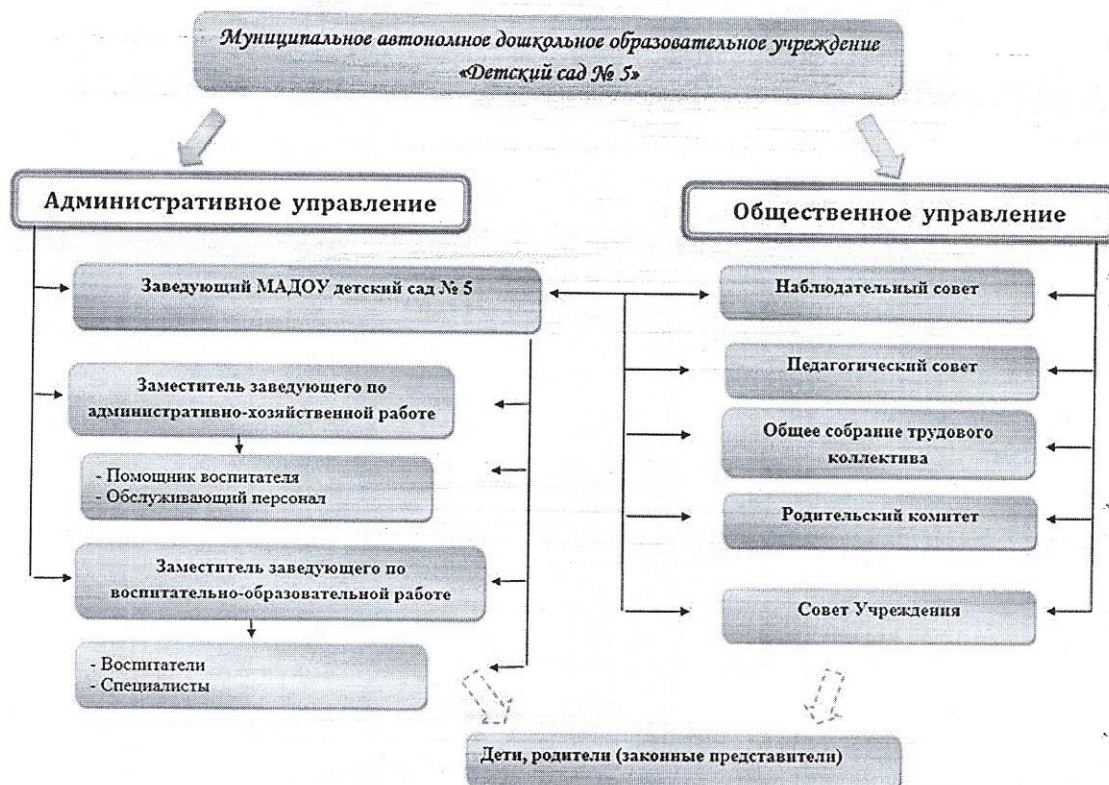 Муниципальное автономное дошкольное образовательное учреждение
«Детский сад № 5»
Административное управление
Заведующий МАДОУ детский сад № 5
Заместитель заведующего по
административно-хозяйственной работе
- Помощник воспитателя
- Обслуживающий персонал
Заместитель заведующего по
воспитательно-образовательной работе
- Воспитатели
- Специалисты
Общественное управление
Наблюдательный совет
Педагогический совет
Общее собрание трудового
коллектива
Родительский комитет
Совет Учреждения
Дети, родители (законные представители)